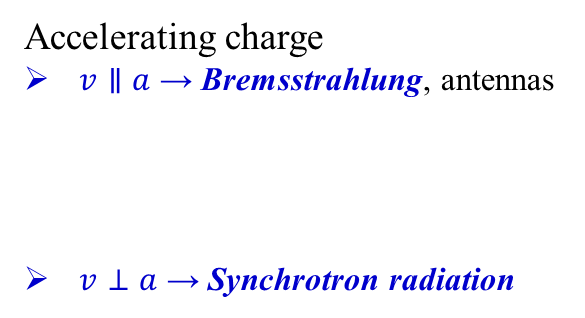 Accelerating charge
➢ 𝑣 ∥ 𝑎 → Bremsstrahlung, antennas
➢ 𝑣 ⊥ 𝑎 → Synchrotron radiation